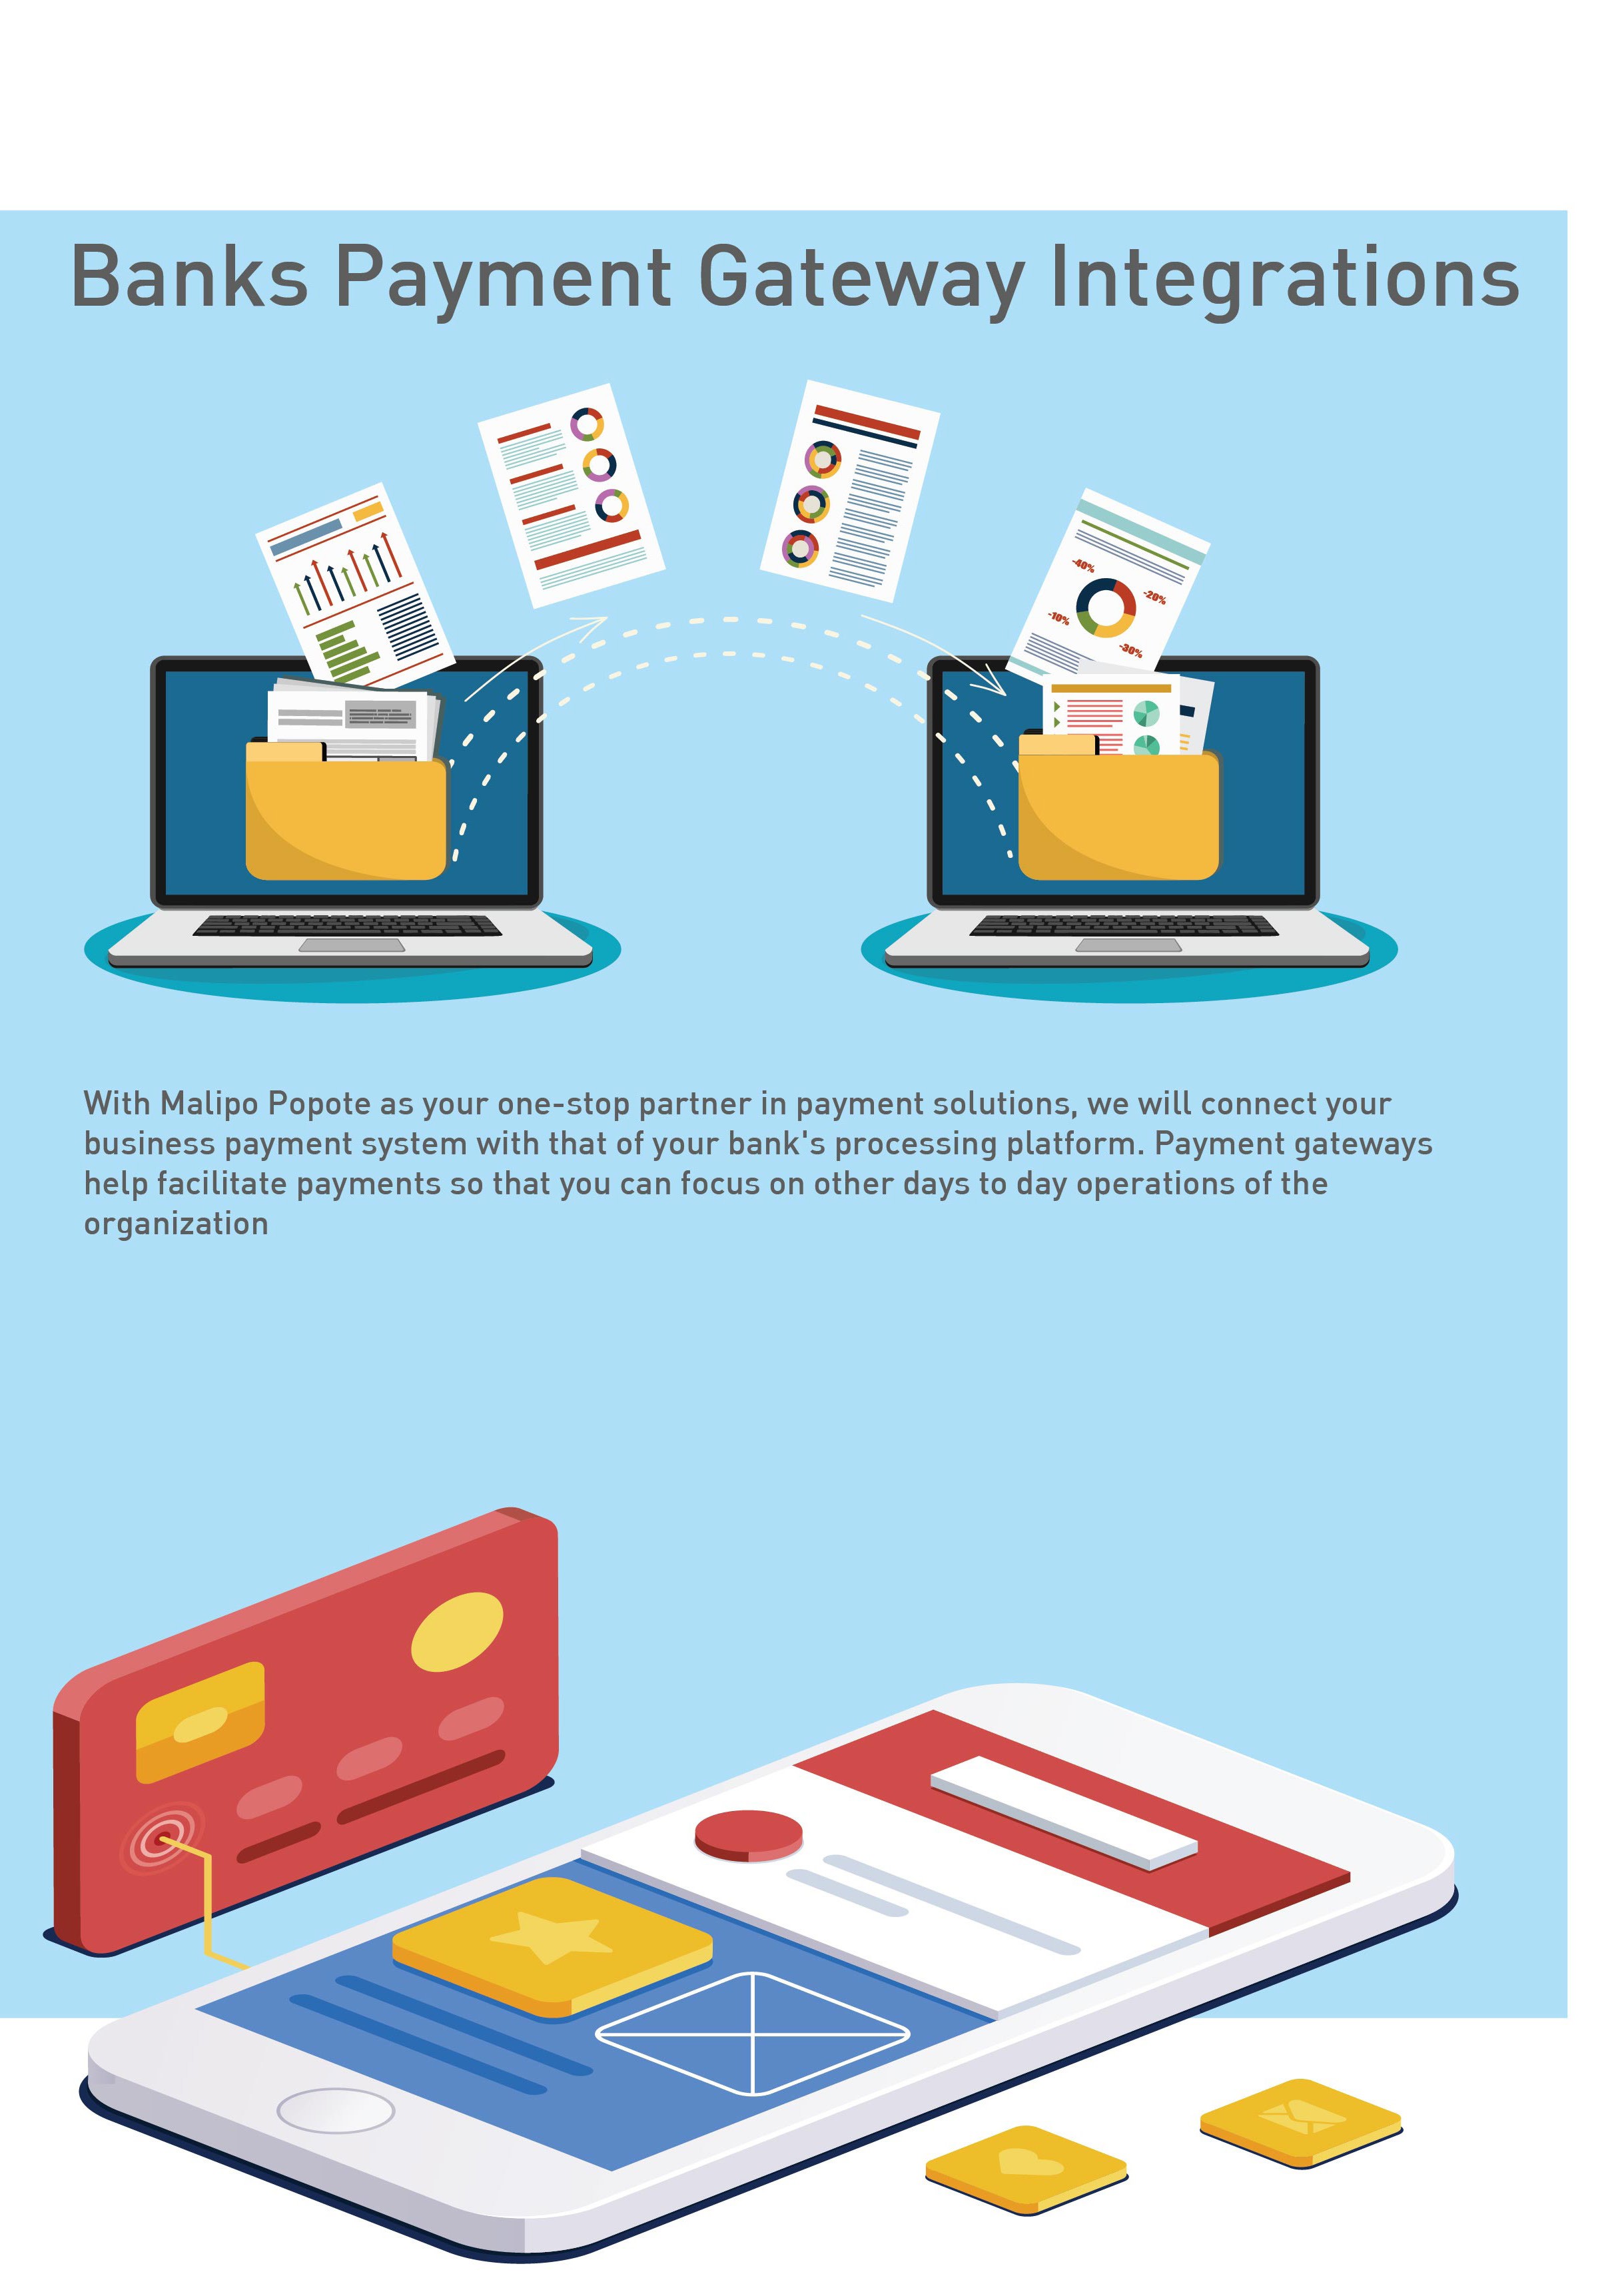 Banks Payment Gateway Integrations
-40%
-20%
-10%
-30%
With Malipo Popote as your one-stop partner in payment solutions, we will connect your
business payment system with that of your bank's processing platform. Payment gateways
help facilitate payments so that you can focus on other days to day operations of the
organization